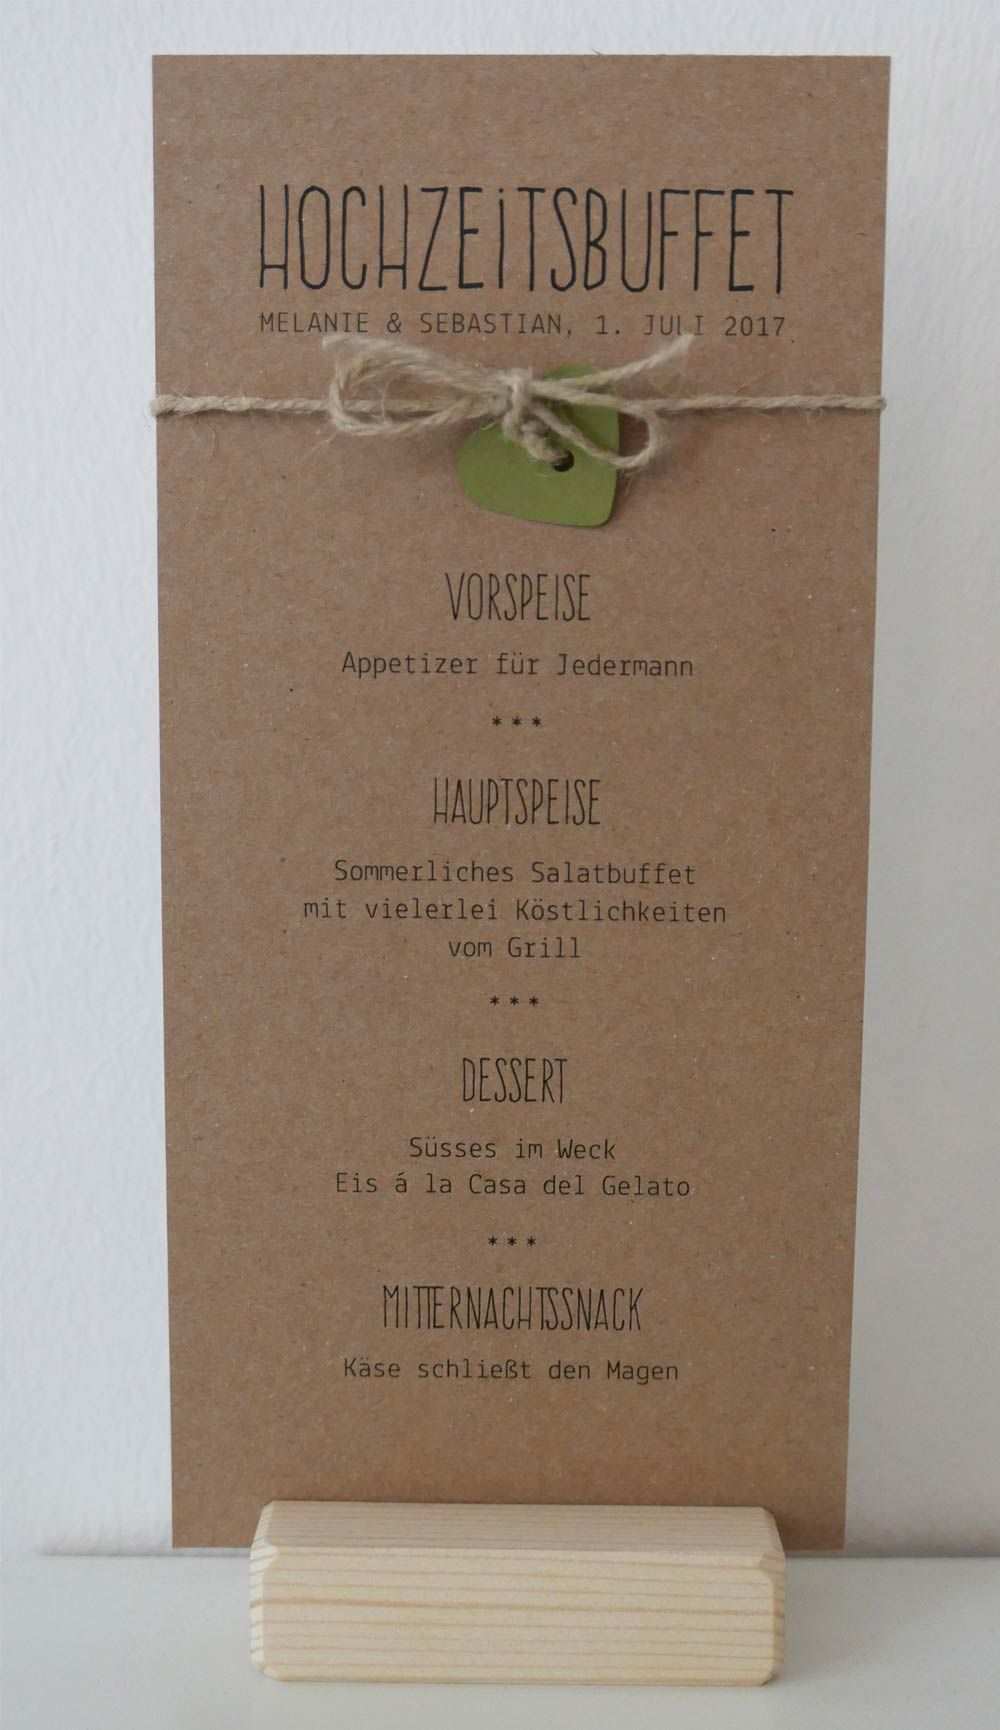 HOCHZEiTSBUFFET
MELANIE & SEBASTIAN, 1. JULI 2017
VORSPEISE
Appetizer für Jedermann
***
HAUPTSPEISE
Sommerliches Salatbuffet
mit vielerlei Köstlichkeiten
vom Grill
***
DESSERT
Süsses im Weck
Eis á la Casa del Gelato
***
MITTERNACHTSSNACK
Käse schließt den Magen